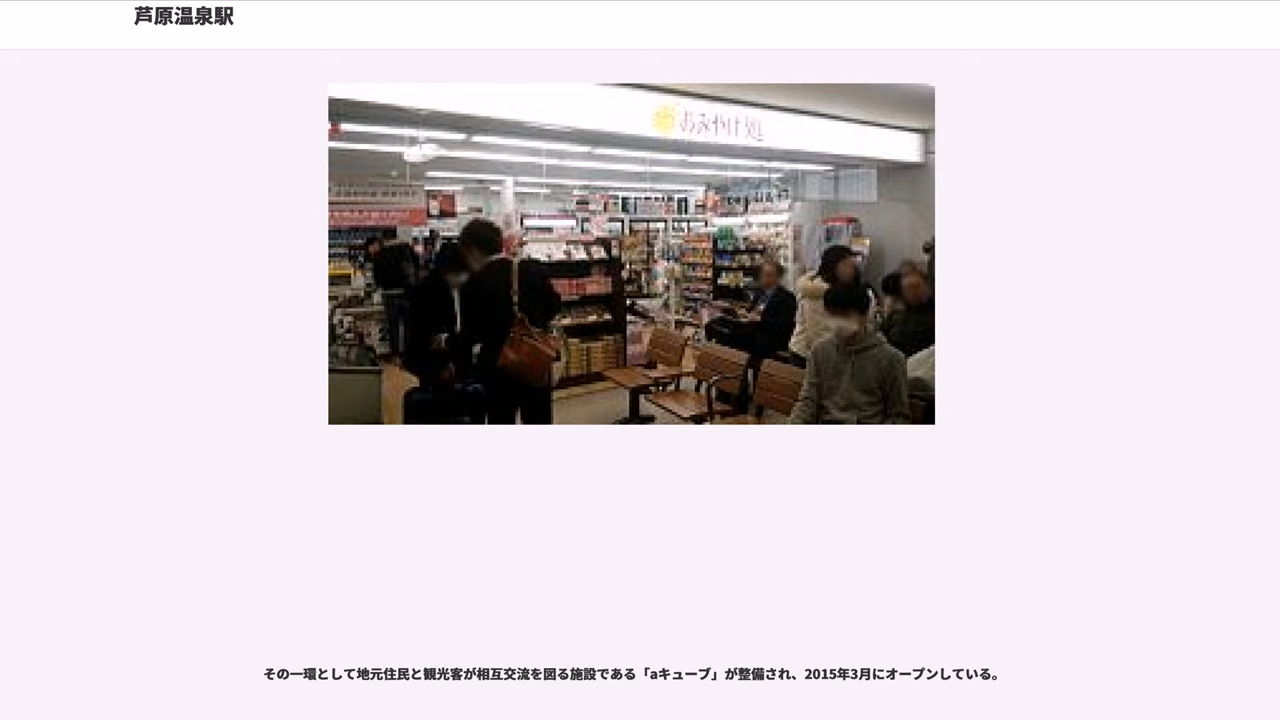 芦原温泉駅
おみやげ処
その一環として地元住民と観光客が相互交流を図る施設である「aキューブ」が整備され、2015年3月にオープンしている。